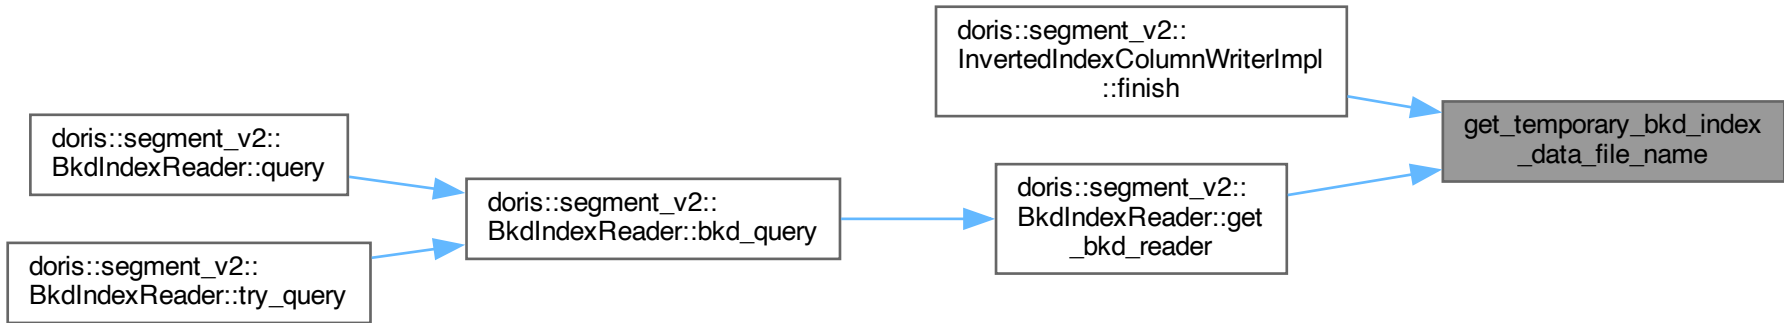 doris::segment_v2::
BkdIndexReader::query
doris::segment_v2::
BkdIndexReader::try_query
doris::segment_v2::
BkdIndexReader::bkd_query
doris::segment_v2::
InvertedIndexColumnWriterImpl
::finish
doris::segment_v2::
BkdIndexReader::get
_bkd_reader
get_temporary_bkd_index
_data_file_name